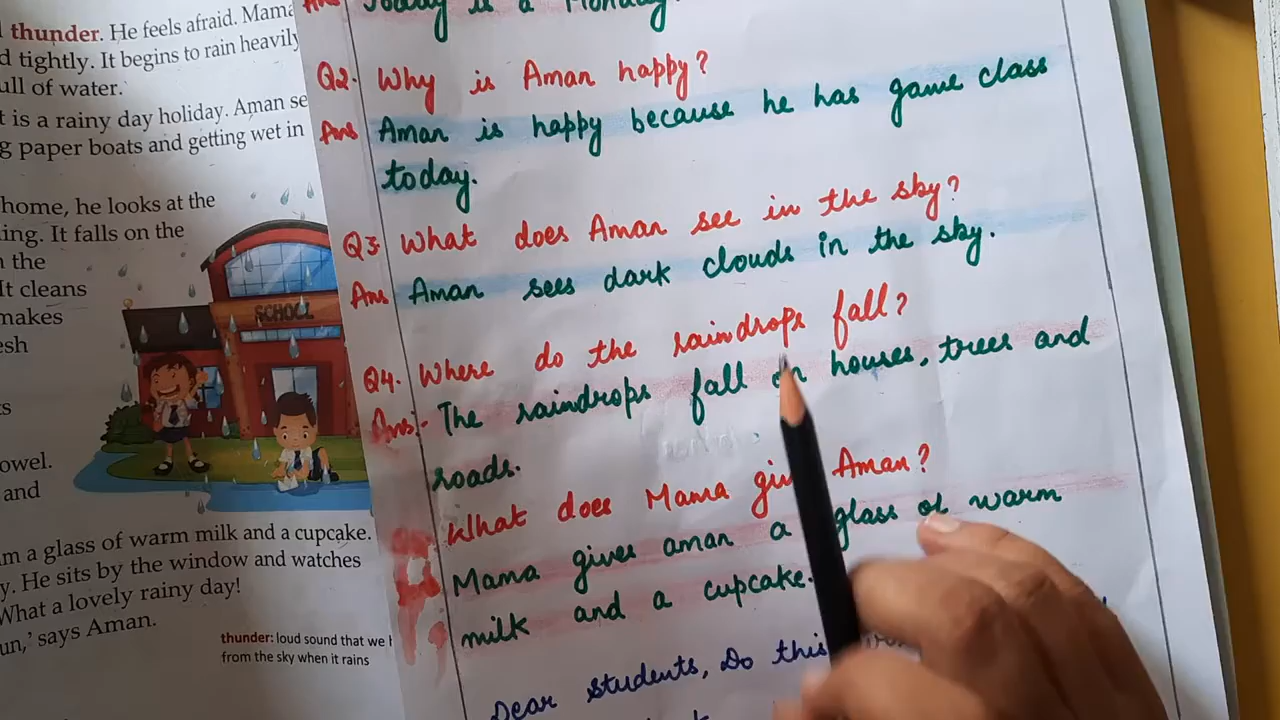 thunder. He feels afraid. Mama
d tightly. It begins to rain heavily
ull of water.
t is a rainy day holiday. Aman se
g paper boats and getting wet in
home, he looks at the
ing. It falls on the
n the
It cleans
makes
esh
ts
owel.
and
m a glass of warm milk and a cupcake.
y. He sits by the window and watches
What a lovely rainy day!
un,' says Aman.
thunder: loud sound that we h
from the sky when it rains
SCHOOL
Ans Today is a Monday.
Q2. Why is Aman happy?
Ans Aman is happy because he has game class
today.
Q3 What does Aman see in the sky?
Ans Aman sees dark clouds in the sky.
Q4. Where do the raindrops fall?
Ans:- The raindrops fall on houses, trees and
roads.
What does Mama giv Aman?
Mama gives aman a glass of warm
milk and a cupcake.
Dear students, Do this